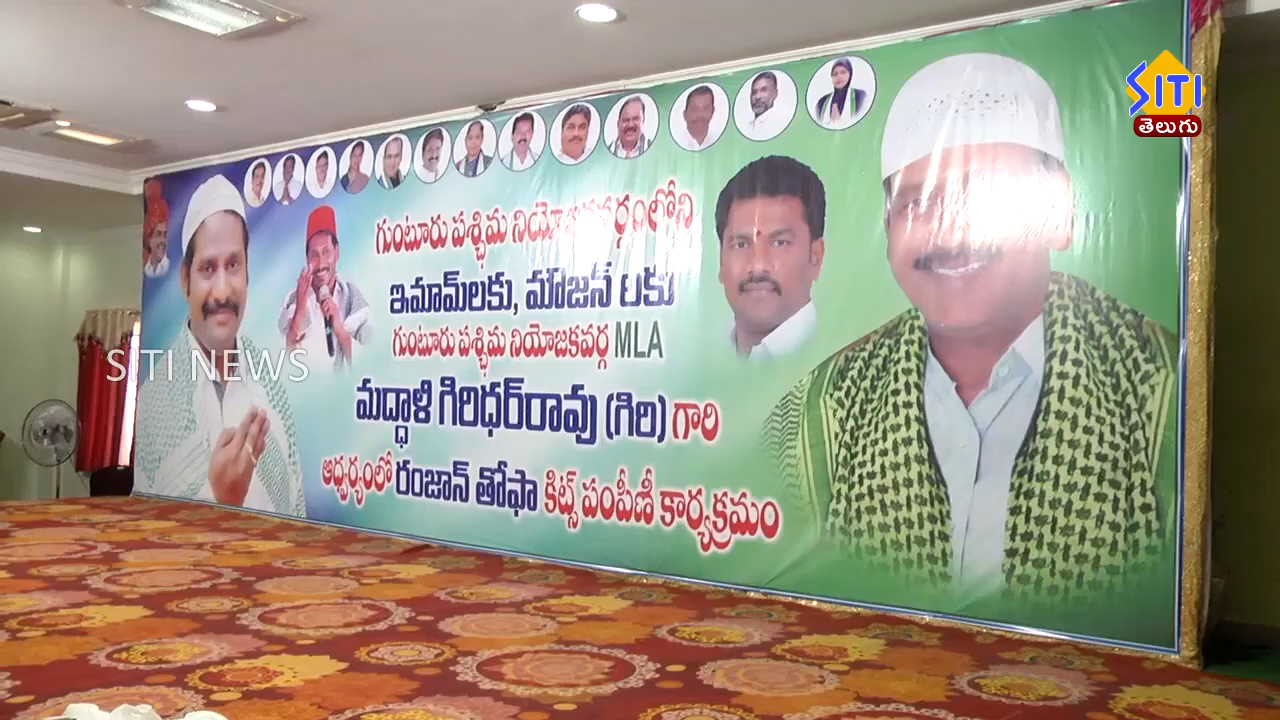 SITI
తెలుగు
గుంటూరు పశ్చిమ నియోజకవర్గంలోని
ఇమామ్‌లకు, మౌజన్ లకు
గుంటూరు పశ్చిమ నియోజకవర్గ MLA
మద్దాళి గిరిధర్‌రావు (గిరి) గారి
ఆధ్వర్యంలో రంజాన్ తోఫా కిట్స్ పంపిణీ కార్యక్రమం
SITI NEWS